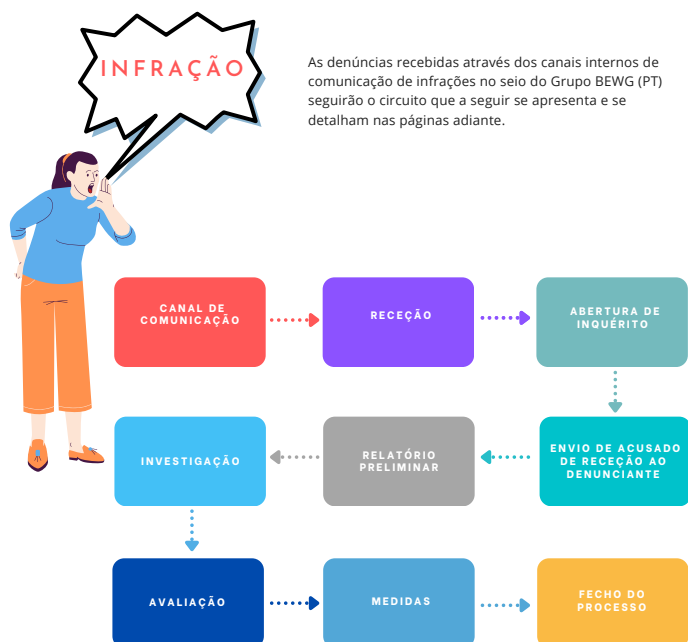 INFRAÇÃO
As denúncias recebidas através dos canais internos de
comunicação de infrações no seio do Grupo BEWG (PT)
seguirão o circuito que a seguir se apresenta e se
detalham nas páginas adiante.
CANAL DE
COMUNICAÇÃO
RECEÇÃO
ABERTURA DE
INQUÉRITO
ENVIO DE ACUSADO
DE RECEÇÃO AO
DENUNCIANTE
RELATÓRIO
PRELIMINAR
INVESTIGAÇÃO
AVALIAÇÃO
MEDIDAS
FECHO DO
PROCESSO